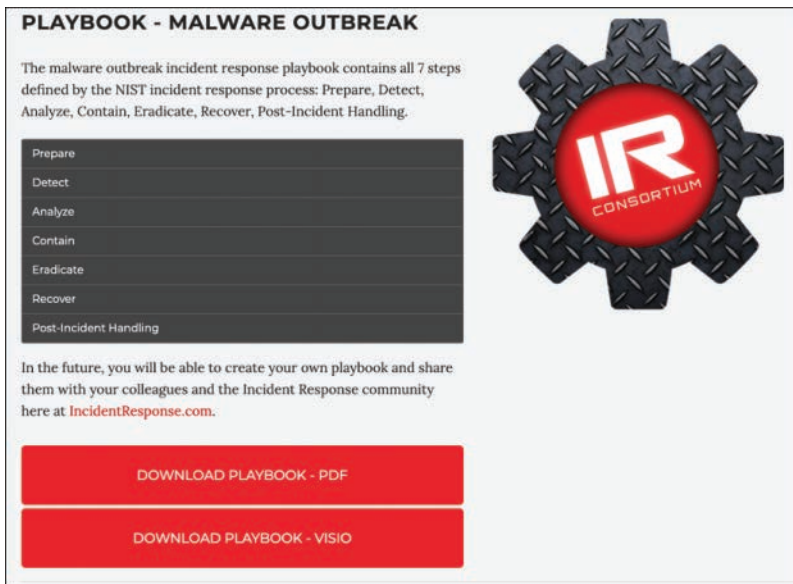 PLAYBOOK - MALWARE OUTBREAK
The malware outbreak incident response playbook contains all 7 steps
defined by the NIST incident response process: Prepare, Detect,
Analyze, Contain, Eradicate, Recover, Post-Incident Handling.
Prepare
Detect
Analyze
Contain
Eradicate
Recover
Post-Incident Handling
In the future, you will be able to create your own playbook and share
them with your colleagues and the Incident Response community
here at IncidentResponse.com.
DOWNLOAD PLAYBOOK - PDF
DOWNLOAD PLAYBOOK - VISIO
IR
CONSORTIUM